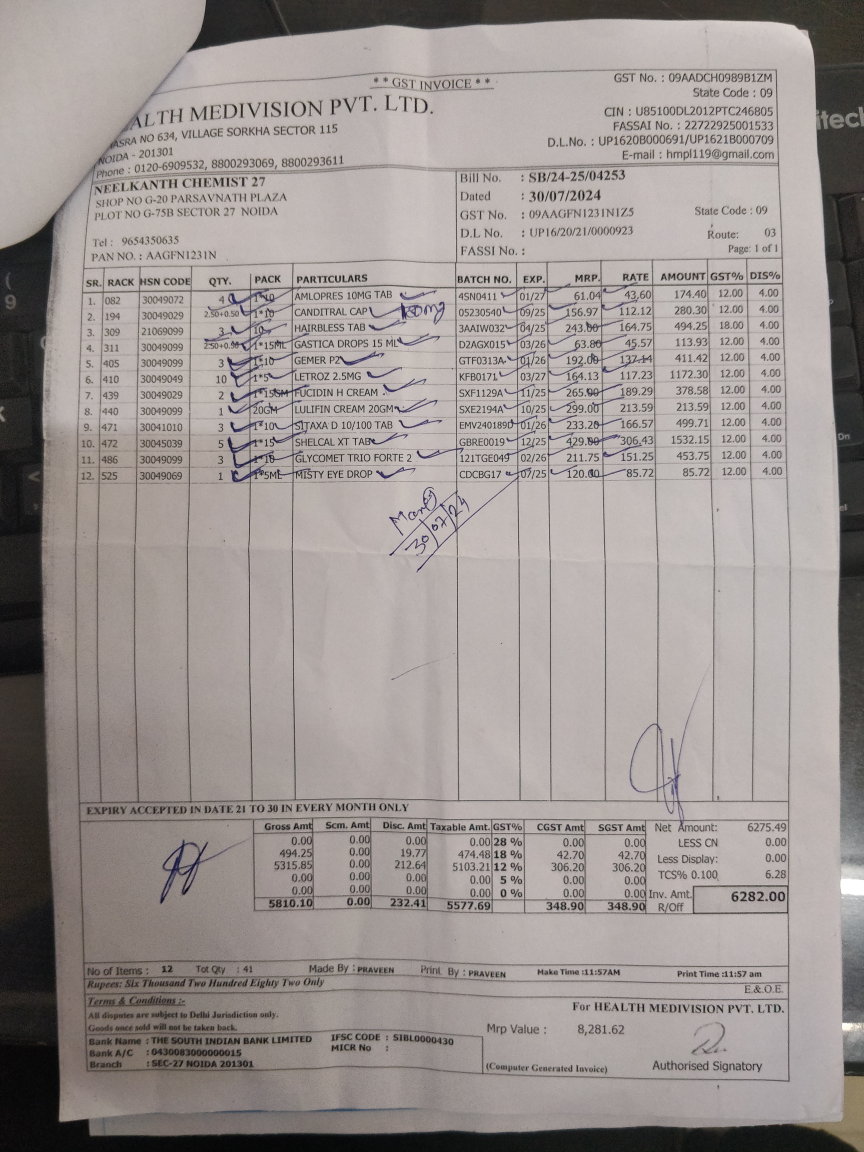 **GST INVOICE**
GST No. : 09AADCH0989B1ZM
State Code : 09
ALTH MEDIVISION PVT. LTD.
CIN : U85100DL2012PTC246805
ASRA NO 634, VILLAGE SORKHA SECTOR 115
FASSAI No. : 22722925001533
NOIDA - 201301
D.L.No. : UP1620B000691/UP1621B000709
Phone : 0120-6909532, 8800293069, 8800293611
E-mail : hmpl119@gmail.com
NEELKANTH CHEMIST 27
SHOP NO G-20 PARSAVNATH PLAZA
PLOT NO G-75B SECTOR 27 NOIDA
Tel : 9654350635
PAN NO. : AAGFN1231N
Bill No. : SB/24-25/04253
Dated : 30/07/2024
GST No. : 09AAGFN1231N1Z5 State Code : 09
D.L No. : UP16/20/21/0000923 Route: 03
FASSI No. : Page: 1 of 1
SR. RACK HSN CODE QTY. PACK PARTICULARS BATCH NO. EXP. MRP. RATE AMOUNT GST% DIS%
1. 082 30049072 4 1*10 AMLOPRES 10MG TAB 4SN0411 01/27 61.04 43.60 174.40 12.00 4.00
2. 194 30049029 2.50+0.50 1*10 CANDITRAL CAP 05230540 09/25 156.97 112.12 280.30 12.00 4.00
3. 309 21069099 3 10 HAIRBLESS TAB 3AAIW032 04/25 243.00 164.75 494.25 18.00 4.00
4. 311 30049099 2.50+0.50 1*15ML GASTICA DROPS 15 ML D2AGX015 03/26 63.80 45.57 113.93 12.00 4.00
5. 405 30049099 3 1*10 GEMER P2 GTF0313A 01/26 192.00 137.14 411.42 12.00 4.00
6. 410 30049049 10 1*5 LETROZ 2.5MG KFB0171 03/27 164.13 117.23 1172.30 12.00 4.00
7. 439 30049029 2 1*15GM FUCIDIN H CREAM SXF1129A 11/25 265.00 189.29 378.58 12.00 4.00
8. 440 30049099 1 20GM LULIFIN CREAM 20GM SXE2194A 10/25 299.00 213.59 213.59 12.00 4.00
9. 471 30041010 3 1*10 SITAXA D 10/100 TAB EMV240189D 01/26 233.20 166.57 499.71 12.00 4.00
10. 472 30045039 5 1*15 SHELCAL XT TAB GBRE0019 12/25 429.00 306.43 1532.15 12.00 4.00
11. 486 30049099 3 1*10 GLYCOMET TRIO FORTE 2 121TGE049 02/26 211.75 151.25 453.75 12.00 4.00
12. 525 30049069 1 1*5ML MISTY EYE DROP CDCBG17 07/25 120.00 85.72 85.72 12.00 4.00
30/07/24
EXPIRY ACCEPTED IN DATE 21 TO 30 IN EVERY MONTH ONLY
Gross Amt Scm. Amt Disc. Amt Taxable Amt. GST% CGST Amt SGST Amt
0.00 0.00 0.00 0.00 28 % 0.00 0.00
494.25 0.00 19.77 474.48 18 % 42.70 42.70
5315.85 0.00 212.64 5103.21 12 % 306.20 306.20
0.00 0.00 0.00 0.00 5 % 0.00 0.00
0.00 0.00 0.00 0.00 0 % 0.00 0.00
5810.10 0.00 232.41 5577.69 348.90 348.90
Net Amount: 6275.49
LESS CN 0.00
Less Display: 0.00
TCS% 0.100 6.28
Inv. Amt. 6282.00
R/Off
No of Items : 12 Tot Qty : 41 Made By : PRAVEEN Print By : PRAVEEN Make Time :11:57AM Print Time :11:57 am
Rupees: Six Thousand Two Hundred Eighty Two Only
E.&.O.E.
Terms & Conditions :-
All disputes are subject to Delhi Jurisdiction only.
Goods once sold will not be taken back.
For HEALTH MEDIVISION PVT. LTD.
Mrp Value : 8,281.62
Bank Name : THE SOUTH INDIAN BANK LIMITED IFSC CODE : SIBL0000430
Bank A/C : 0430083000000015 MICR No :
Branch : SEC-27 NOIDA 201301
(Computer Generated Invoice)
Authorised Signatory